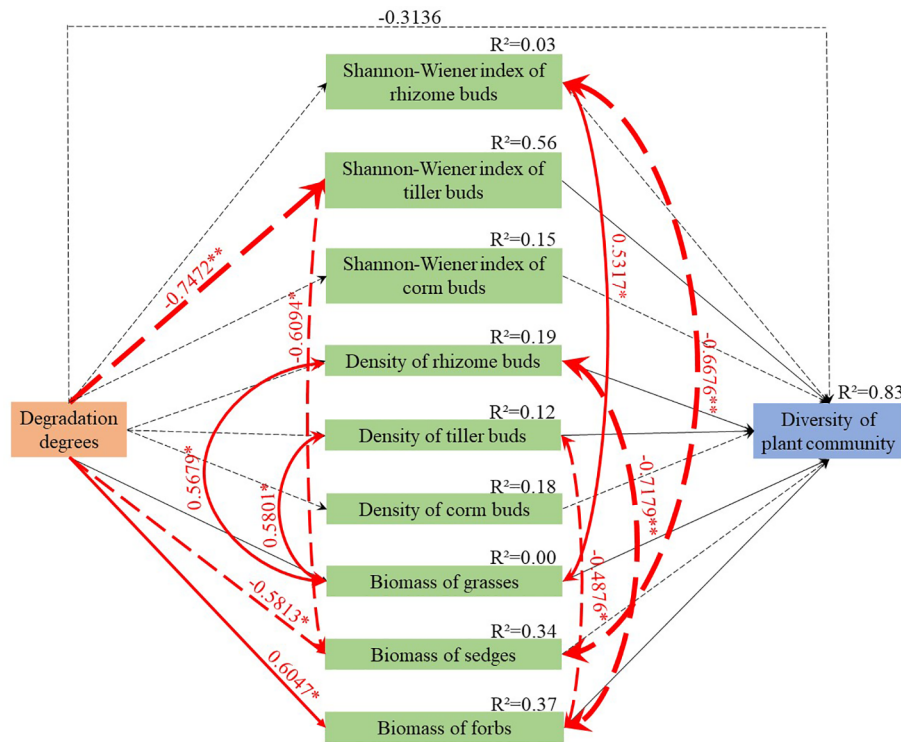 -0.3136
R²=0.03
Shannon-Wiener index of
rhizome buds
R²=0.56
Shannon-Wiener index of
tiller buds
R²=0.15
Shannon-Wiener index of
corm buds
R²=0.19
Density of rhizome buds
R²=0.12
Density of tiller buds
R²=0.18
Density of corm buds
R²=0.00
Biomass of grasses
R²=0.34
Biomass of sedges
R²=0.37
Biomass of forbs
Degradation
degrees
R²=0.83
Diversity of
plant community
-0.7472**
-0.6094*
0.5317*
-0.6676**
0.5679*
0.5801*
-0.7179**
-0.4876*
-0.5813*
0.6047*